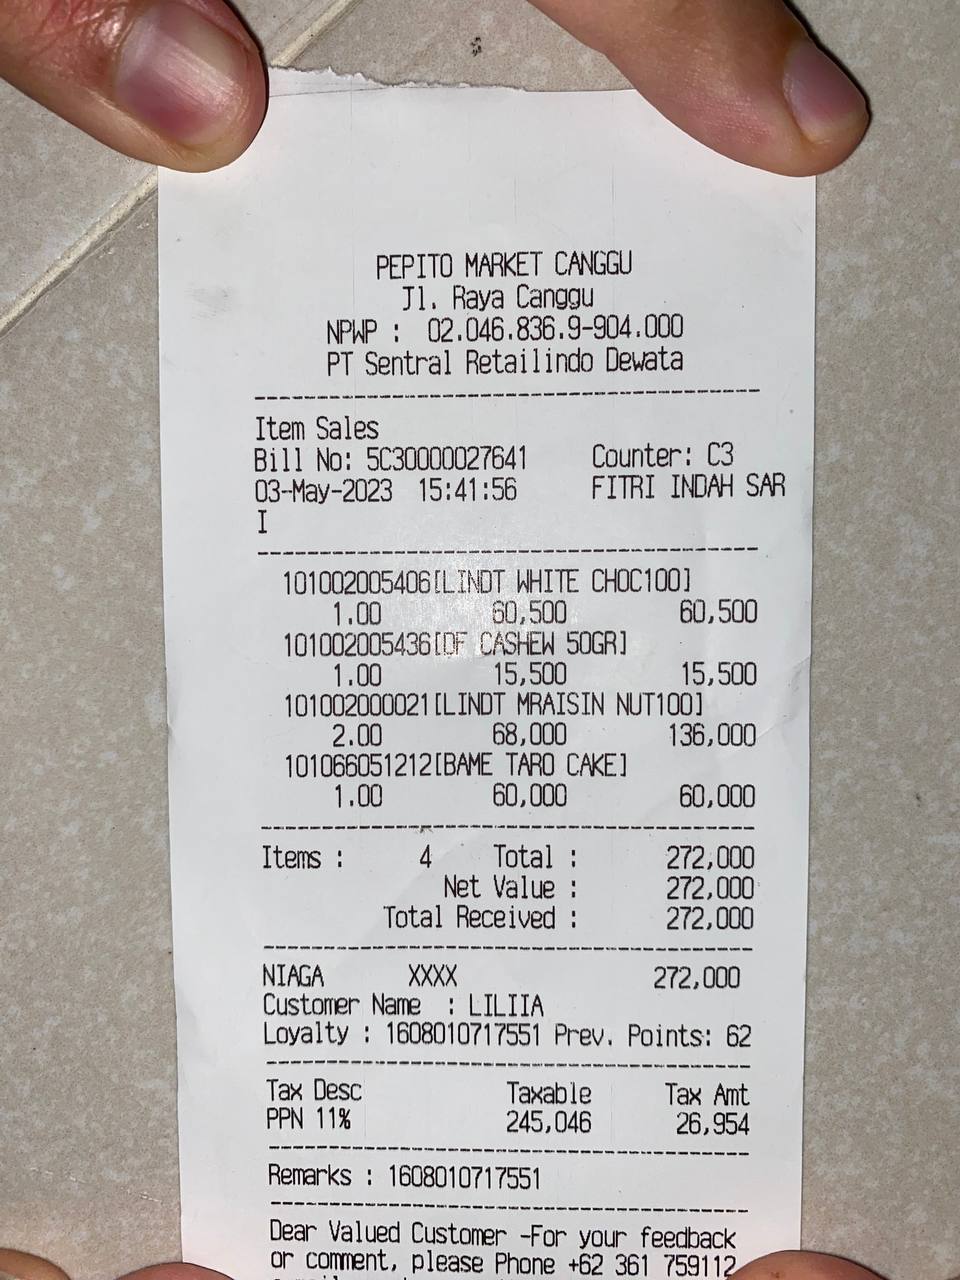 PEPITO MARKET CANGGU
Jl. Raya Canggu
NPWP : 02.046.836.9-904.000
PT Sentral Retailindo Dewata
Item Sales
Bill No: 5C30000027641 Counter: C3
03-May-2023 15:41:56 FITRI INDAH SAR
I
101002005406[LINDT WHITE CHOC100]
1.00 60,500 60,500
101002005436[DF CASHEW 50GR]
1.00 15,500 15,500
101002000021[LINDT MRAISIN NUT100]
2.00 68,000 136,000
101066051212[BAME TARO CAKE]
1.00 60,000 60,000
Items : 4 Total : 272,000
Net Value : 272,000
Total Received : 272,000
NIAGA XXXX 272,000
Customer Name : LILIIA
Loyalty : 1608010717551 Prev. Points: 62
Tax Desc Taxable Tax Amt
PPN 11% 245,046 26,954
Remarks : 1608010717551
Dear Valued Customer -For your feedback
or comment, please Phone +62 361 759112